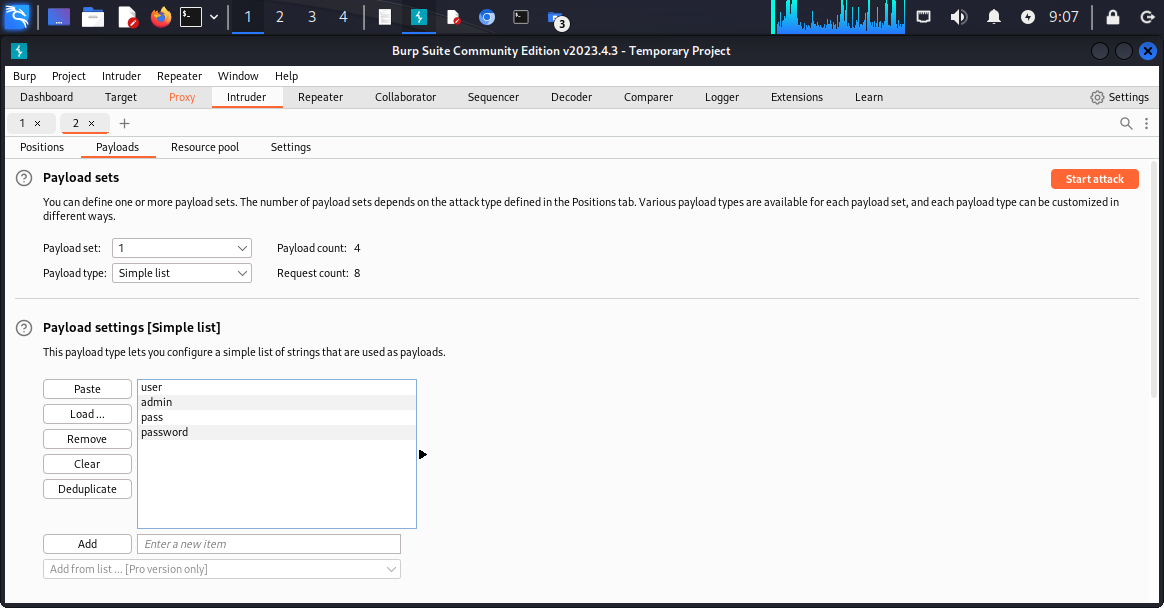 1 2 3 4 3 9:07
Burp Suite Community Edition v2023.4.3 - Temporary Project
Burp Project Intruder Repeater Window Help
Dashboard Target Proxy Intruder Repeater Collaborator Sequencer Decoder Comparer Logger Extensions Learn Settings
1 × 2 × +
Positions Payloads Resource pool Settings
? Payload sets Start attack
You can define one or more payload sets. The number of payload sets depends on the attack type defined in the Positions tab. Various payload types are available for each payload set, and each payload type can be customized in
different ways.
Payload set: 1 Payload count: 4
Payload type: Simple list Request count: 8
? Payload settings [Simple list]
This payload type lets you configure a simple list of strings that are used as payloads.
Paste user
admin
Load ... pass
Remove password
Clear
Deduplicate
Add Enter a new item
Add from list ... [Pro version only]